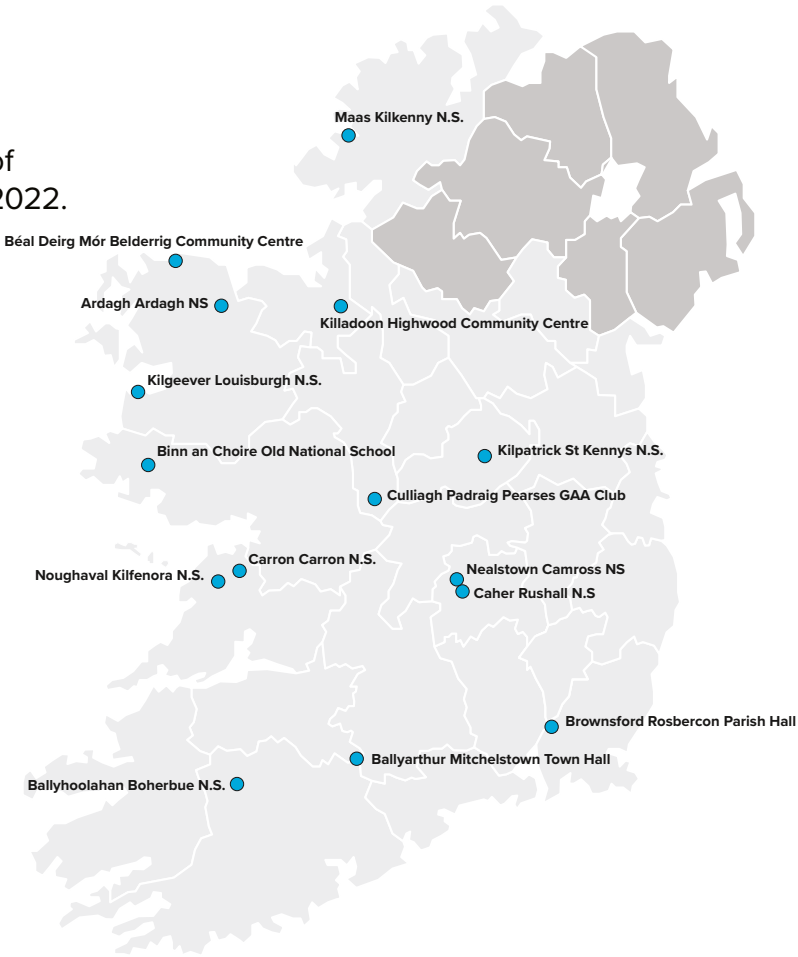 Maas Kilkenny N.S.
of
2022.
Béal Deirg Mór Belderrig Community Centre
Ardagh Ardagh NS
Killadoon Highwood Community Centre
Kilgeever Louisburgh N.S.
Binn an Choire Old National School
Kilpatrick St Kennys N.S.
Culliagh Padraig Pearses GAA Club
Carron Carron N.S.
Noughaval Kilfenora N.S.
Nealstown Camross NS
Caher Rushall N.S
Brownsford Rosbercon Parish Hall
Ballyarthur Mitchelstown Town Hall
Ballyhoolahan Boherbue N.S.